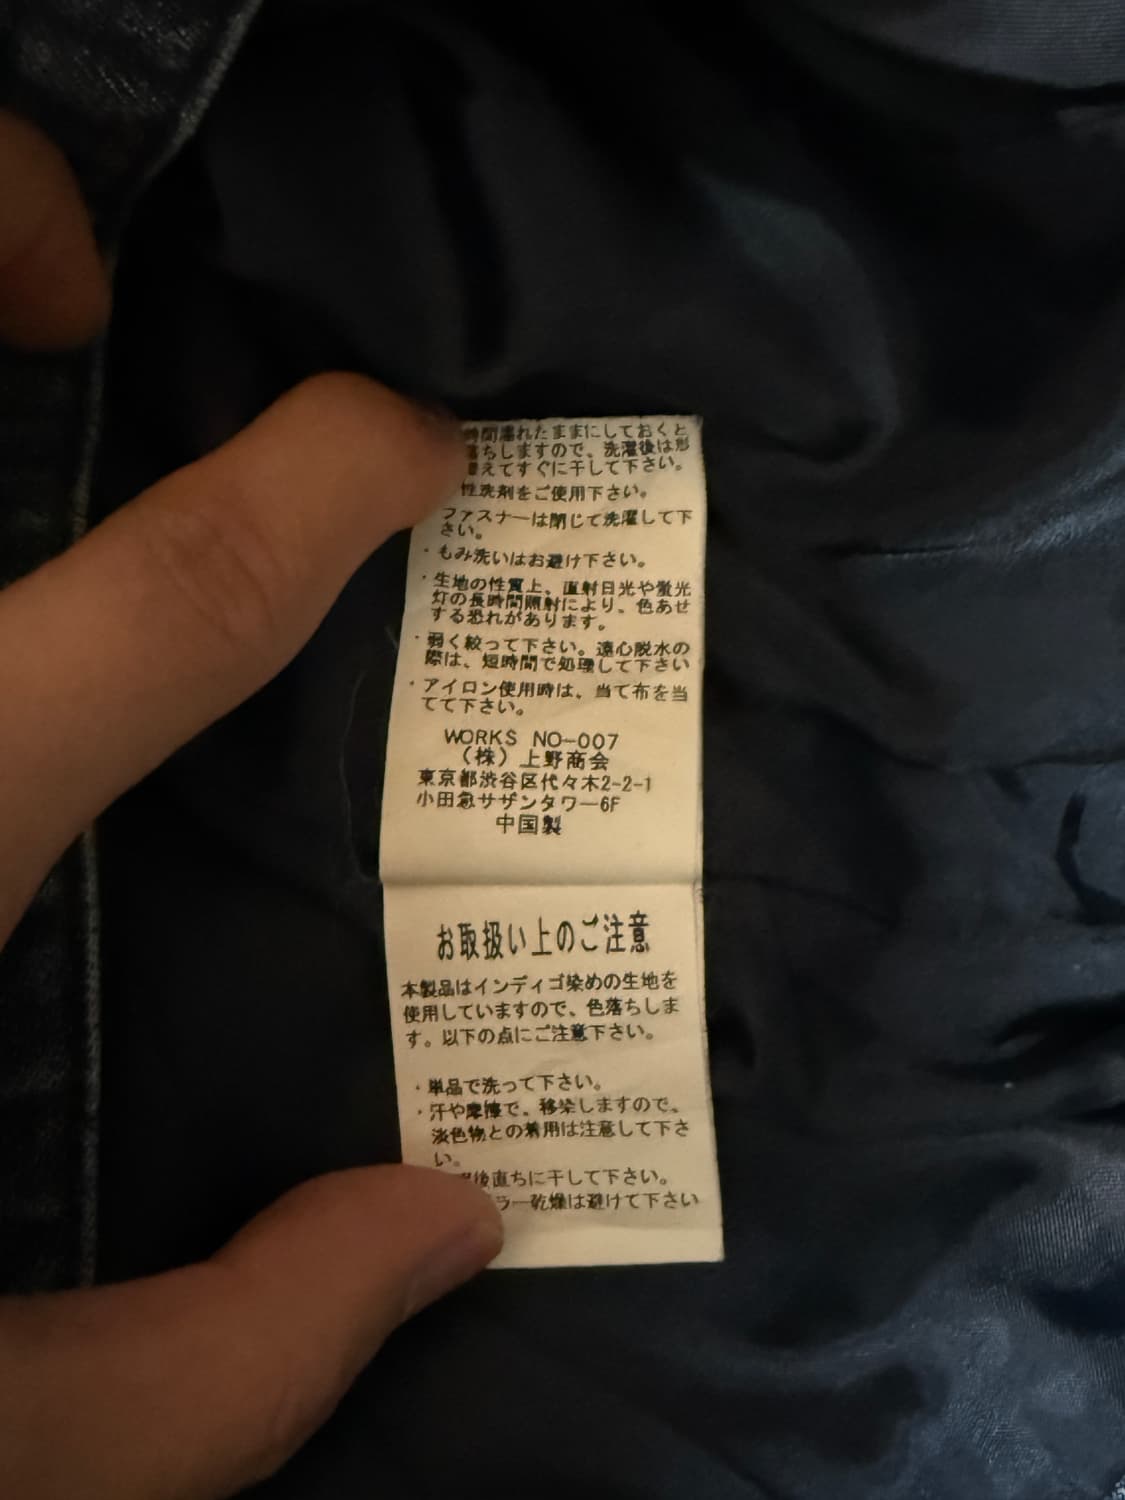 時間濡れたままにしておくと
落ちしますので、洗濯後は形
えてすぐに干して下さい。
性洗剤をご使用下さい。
ファスナーは閉じて洗濯して下
さい。
・もみ洗いはお避け下さい。
・生地の性質上、直射日光や蛍光
灯の長時間照射により、色あせ
する恐れがあります。
・弱く絞って下さい。遠心脱水の
際は、短時間で処理して下さい
・アイロン使用時は、当て布を当
てて下さい。
WORKS NO-007
（株）上野商会
東京都渋谷区代々木2-2-1
小田急サザンタワー6F
中国製
お取扱い上のご注意
本製品はインディゴ染めの生地を
使用していますので、色落ちしま
す。以下の点にご注意下さい。
・単品で洗って下さい。
・汗や摩擦で、移染しますので、
淡色物との着用は注意して下さ
い。
後直ちに干して下さい。
ラー乾燥は避けて下さい